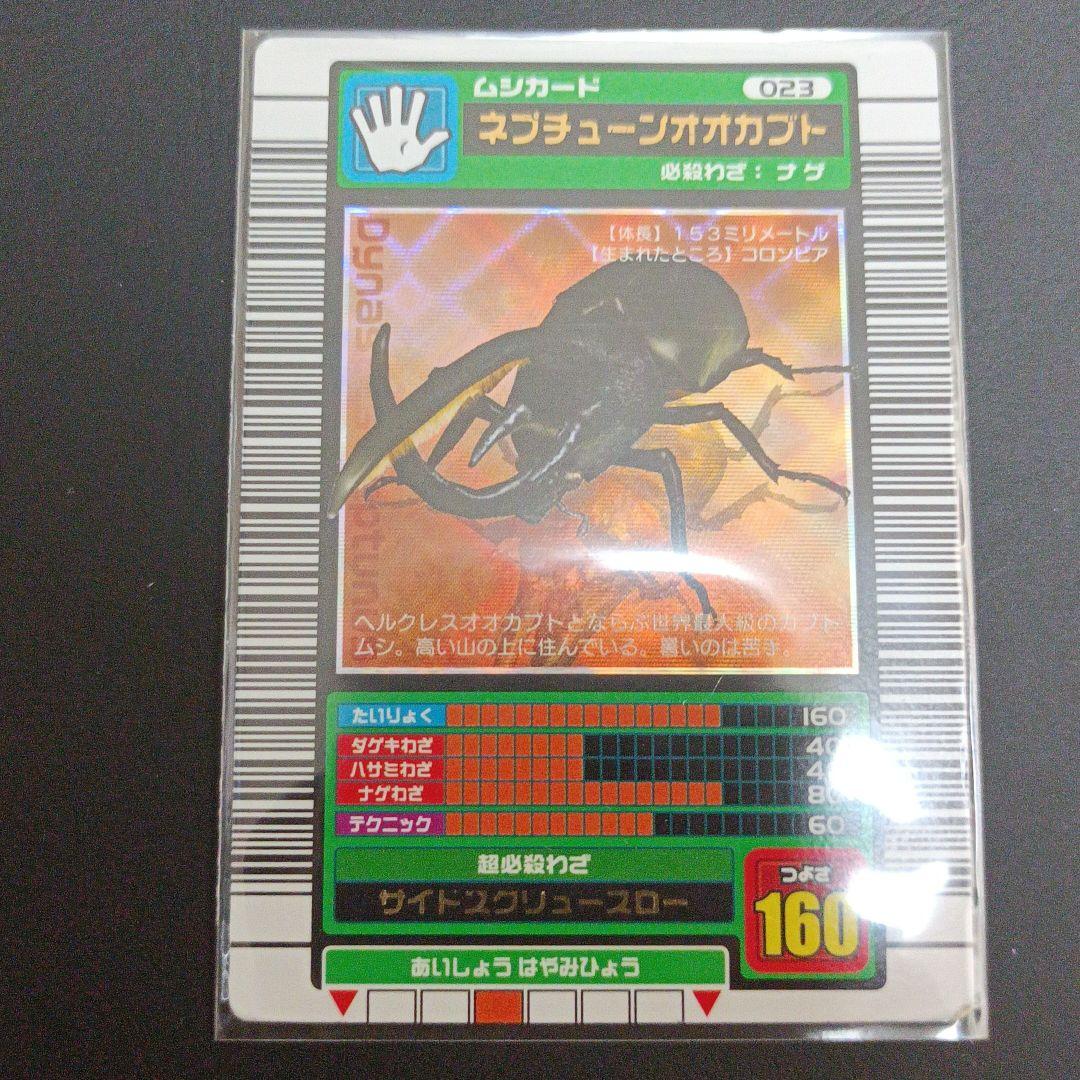 ムシカード
023
ネプチューンオオカブト
必殺わざ：ナゲ
【体長】153ミリメートル
【生まれたところ】コロンビア
ヘルクレスオオカブトとならぶ世界最大級のカブト
ムシ。高い山の上に住んでいる。暑いのは苦手。
たいりょく 160
ダゲキわざ 40
ハサミわざ
ナゲわざ 80
テクニック 60
超必殺わざ
サイドスクリュースロー
つよさ
160
あいしょう はやみひょう